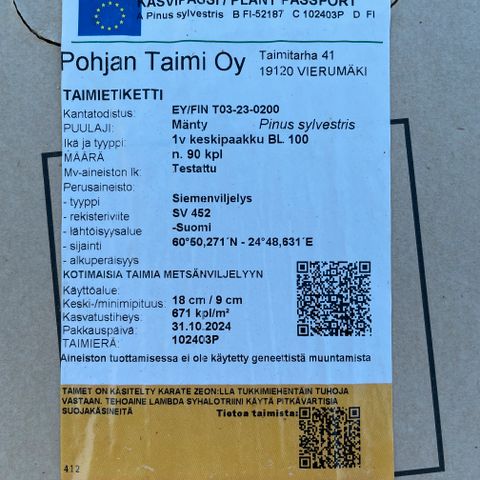 KASVIPASSI / PLANT PASSPORT
A Pinus sylvestris B FI-52187 C 102403P D FI
Pohjan Taimi Oy
Taimitarha 41
19120 VIERUMÄKI
TAIMIETIKETTI
Kantatodistus: EY/FIN T03-23-0200
PUULAJI: Mänty Pinus sylvestris
Ikä ja tyyppi: 1v keskipaakku BL 100
MÄÄRÄ n. 90 kpl
Mv-aineiston lk: Testattu
Perusaineisto:
- tyyppi Siemenviljelys
- rekisteriviite SV 452
- lähtöisyysalue -Suomi
- sijainti 60°50,271´N - 24°48,631´E
- alkuperäisyys
KOTIMAISIA TAIMIA METSÄNVILJELYYN
Käyttöalue:
Keski-/minimipituus: 18 cm / 9 cm
Kasvatustiheys: 671 kpl/m²
Pakkauspäivä: 31.10.2024
TAIMIERÄ: 102403P
Aineiston tuottamisessa ei ole käytetty geneettistä muuntamista
TAIMET ON KÄSITELTY KARATE ZEON:LLA TUKKIMIEHENTÄIN TUHOJA
VASTAAN. TEHOAINE LAMBDA SYHALOTRIINI KÄYTÄ PITKÄVARTISIA
SUOJAKÄSINEITÄ
Tietoa taimista:
412